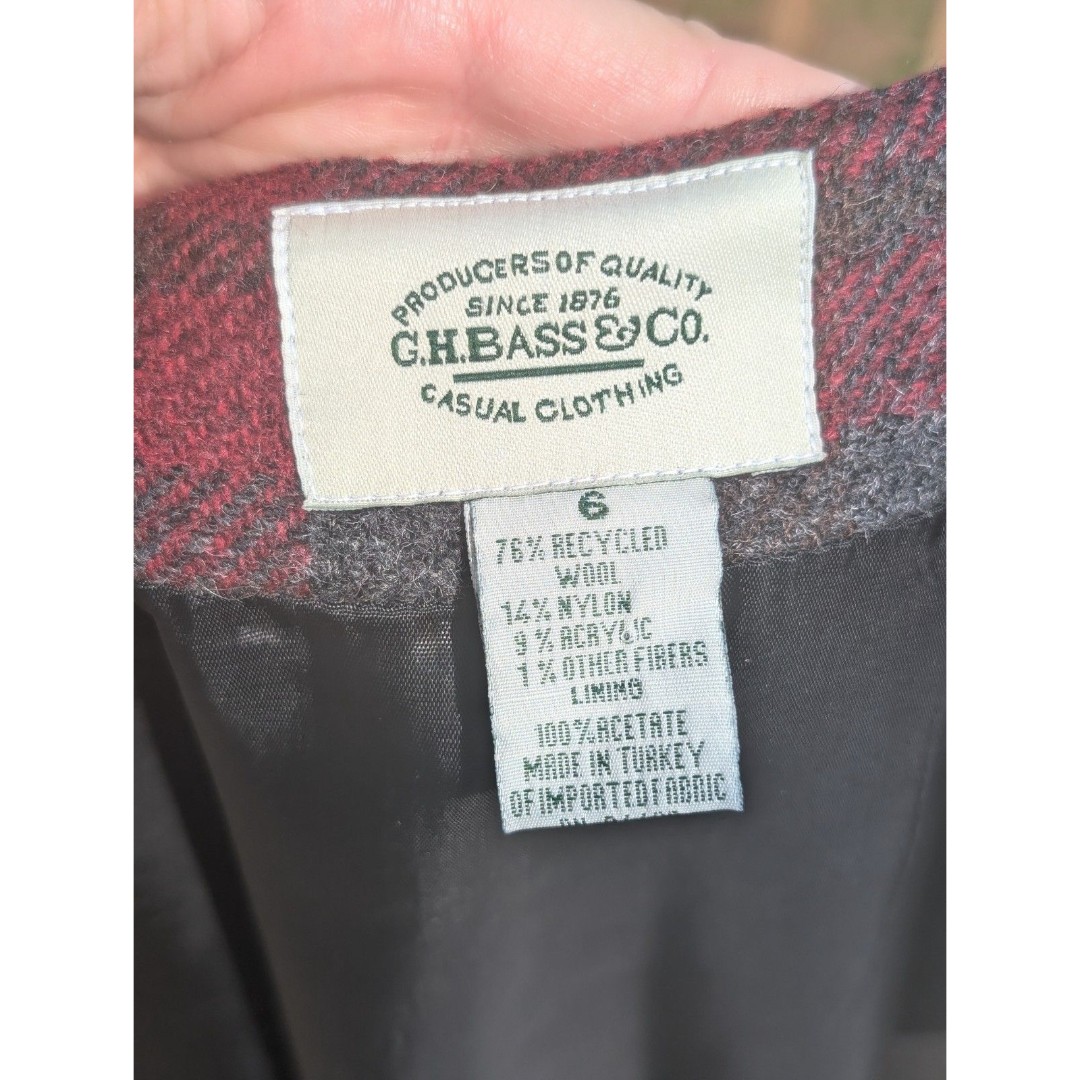 PRODUCERS OF QUALITY
SINCE 1876
G.H.BASS & CO.
CASUAL CLOTHING
6
76% RECYCLED
WOOL
14% NYLON
9% ACRYLIC
1% OTHER FIBERS
LINING
100% ACETATE
MADE IN TURKEY
OF IMPORTED FABRIC